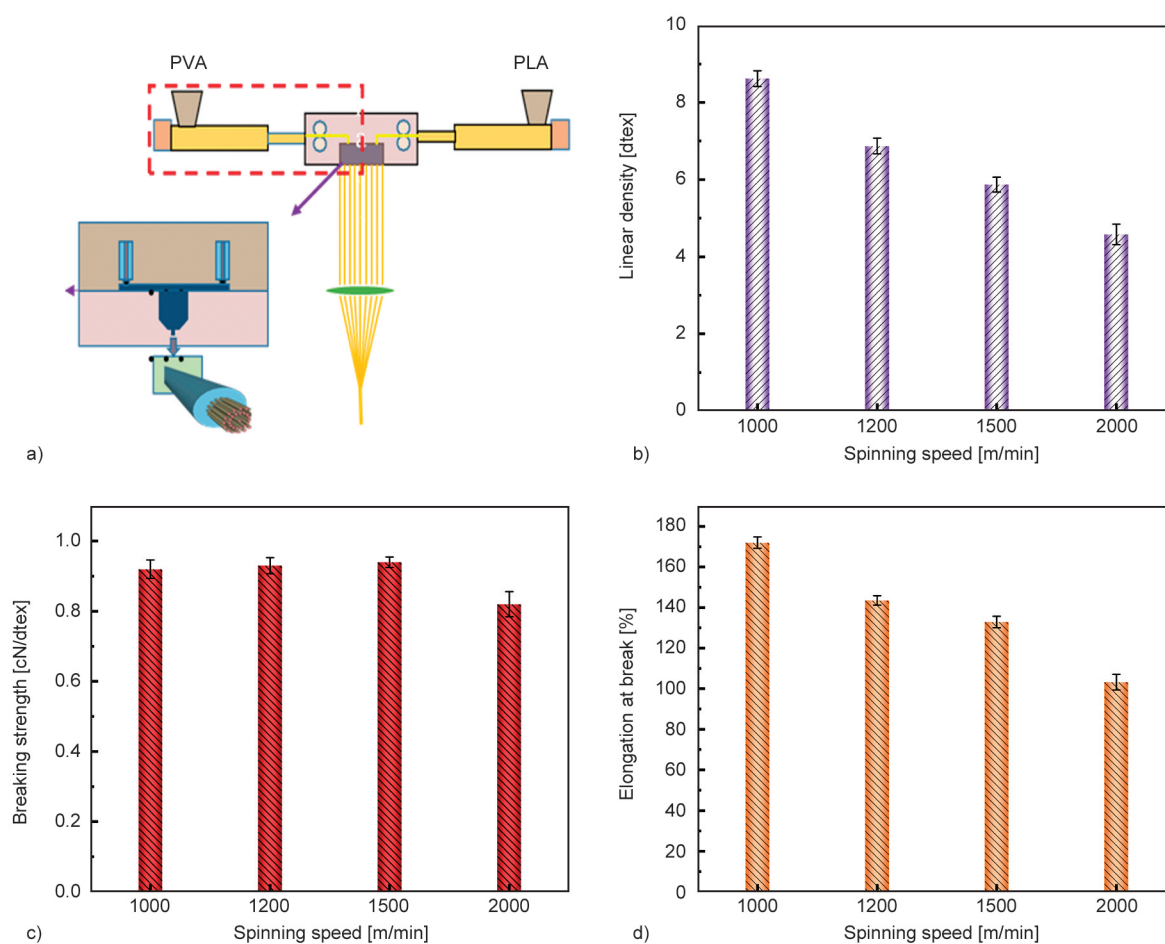 PVA
PLA
a)
10
8
6
4
2
0
Linear density [dtex]
1000 1200 1500 2000
b) Spinning speed [m/min]
1.0
0.8
0.6
0.4
0.2
0.0
Breaking strength [cN/dtex]
1000 1200 1500 2000
c) Spinning speed [m/min]
180
160
140
120
100
80
60
40
20
0
Elongation at break [%]
1000 1200 1500 2000
d) Spinning speed [m/min]